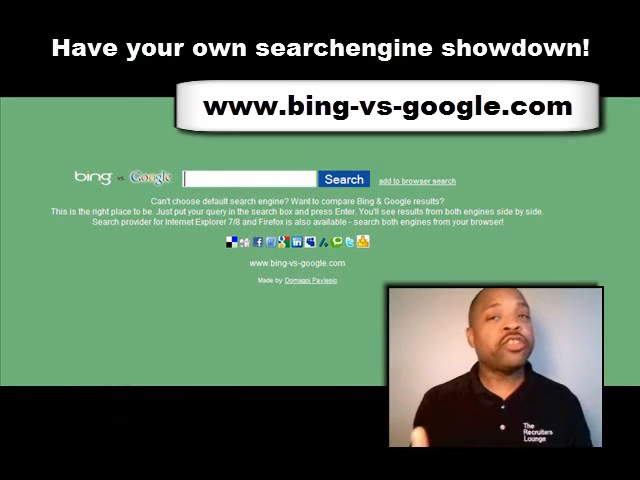 Have your own searchengine showdown!
www.bing-vs-google.com
bing vs. Google Search add to browser search
Can't choose default search engine? Want to compare Bing & Google results?
This is the right place to be. Just put your query in the search box and press Enter. You'll see results from both engines side by side.
Search provider for Internet Explorer 7/8 and Firefox is also available - search both engines from your browser!
www.bing-vs-google.com
Made by Domagoj Pavlesic
The
Recruiters
Lounge